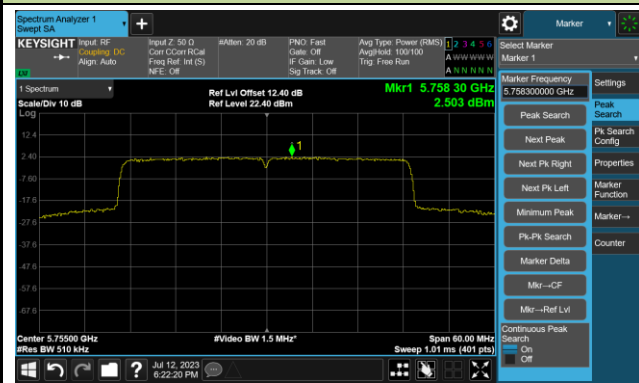 Spectrum Analyzer 1
Swept SA
+
Marker
KEYSIGHT
Input: RF
Coupling: DC
Align: Auto
Input Z: 50 Ω
Corr CCorr RCal
Freq Ref: Int (S)
NFE: Off
#Atten: 20 dB
PNO: Fast
Gate: Off
IF Gain: Low
Sig Track: Off
Avg Type: Power (RMS)
Avg|Hold: 100/100
Trig: Free Run
1 2 3 4 5 6
A W W W W W
A N N N N N
Select Marker
Marker 1
1 Spectrum
Scale/Div 10 dB
Log
Ref Lvl Offset 12.40 dB
Ref Level 22.40 dBm
Mkr1 5.758 30 GHz
2.503 dBm
12.4
2.40
-7.60
-17.6
-27.6
-37.6
-47.6
-57.6
-67.6
1
Center 5.75500 GHz
#Res BW 510 kHz
#Video BW 1.5 MHz*
Span 60.00 MHz
Sweep 1.01 ms (401 pts)
Marker Frequency
5.758300000 GHz
Peak Search
Next Peak
Next Pk Right
Next Pk Left
Minimum Peak
Pk-Pk Search
Marker Delta
Mkr→CF
Mkr→Ref Lvl
Continuous Peak
Search
On
Off
Settings
Peak
Search
Pk Search
Config
Properties
Marker
Function
Marker→
Counter
?
Jul 12, 2023
6:22:20 PM